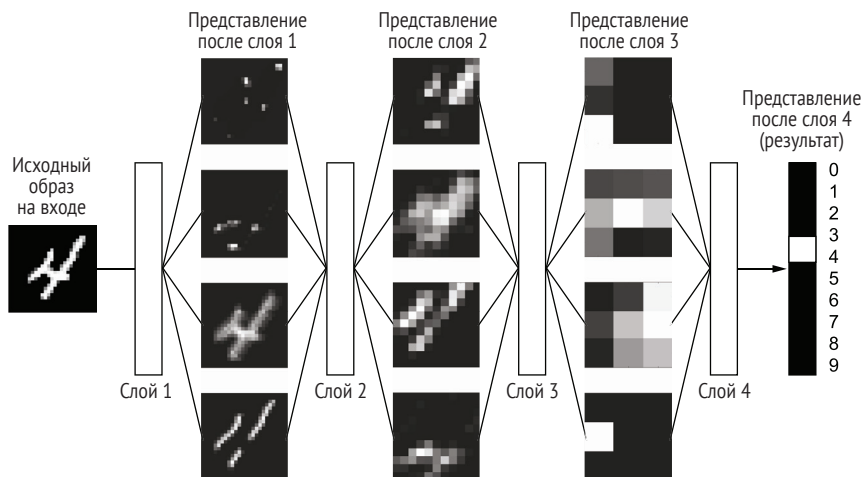 Представление
после слоя 1
Представление
после слоя 2
Представление
после слоя 3
Представление
после слоя 4
(результат)
Исходный
образ
на входе
0
1
2
3
4
5
6
7
8
9
Слой 1
Слой 2
Слой 3
Слой 4